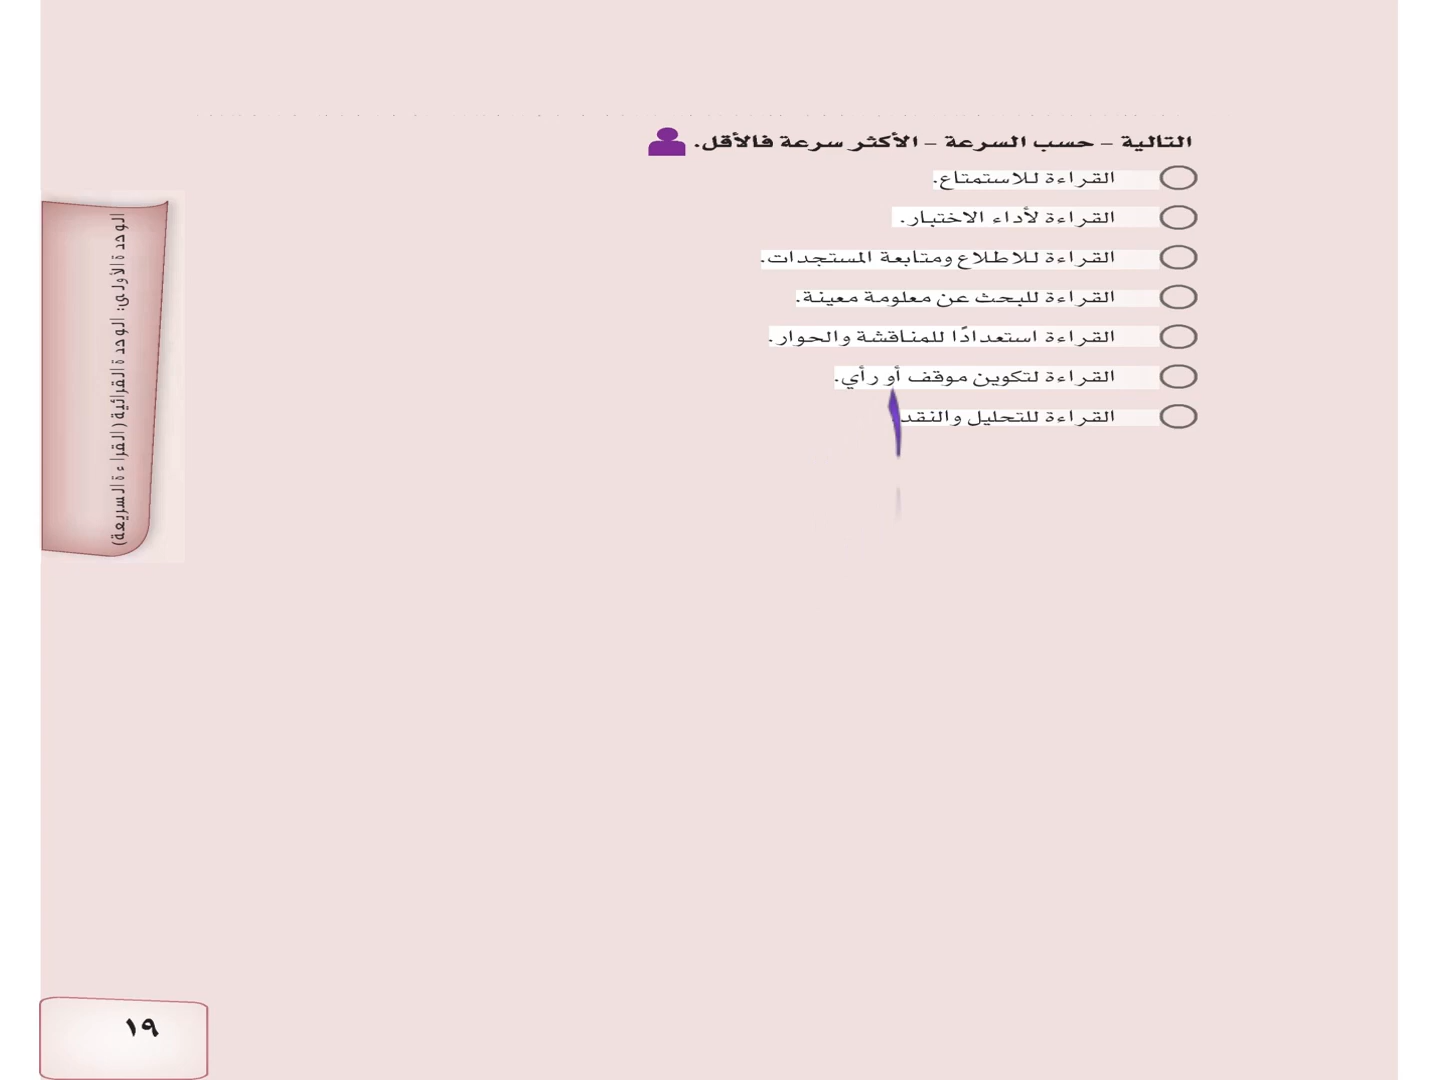 التالية – حسب السرعة – الأكثر سرعة فالأقل.
القراءة للاستمتاع.
القراءة لأداء الاختبار.
القراءة للاطلاع ومتابعة المستجدات.
القراءة للبحث عن معلومة معينة.
القراءة استعدادًا للمناقشة والحوار.
القراءة لتكوين موقف أو رأي.
القراءة للتحليل والنقد
الوحدة الأولى: الوحدة القرائية (القراءة السريعة)
١٩